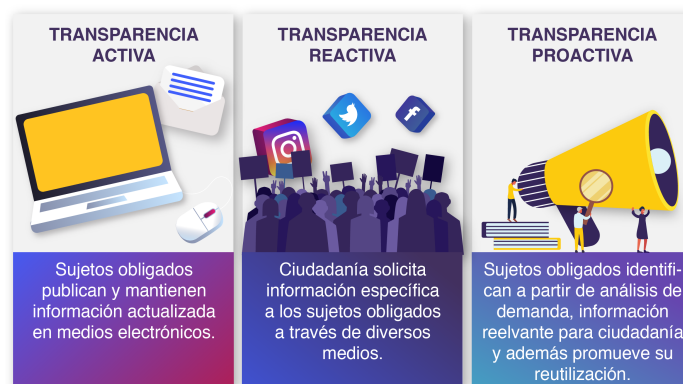 TRANSPARENCIA
ACTIVA
Sujetos obligados
publican y mantienen
información actualizada
en medios electrónicos.
TRANSPARENCIA
REACTIVA
Ciudadanía solicita
información específica
a los sujetos obligados
a través de diversos
medios.
TRANSPARENCIA
PROACTIVA
Sujetos obligados identifi-
can a partir de análisis de
demanda, información
reelvante para ciudadanía
y además promueve su
reutilización.